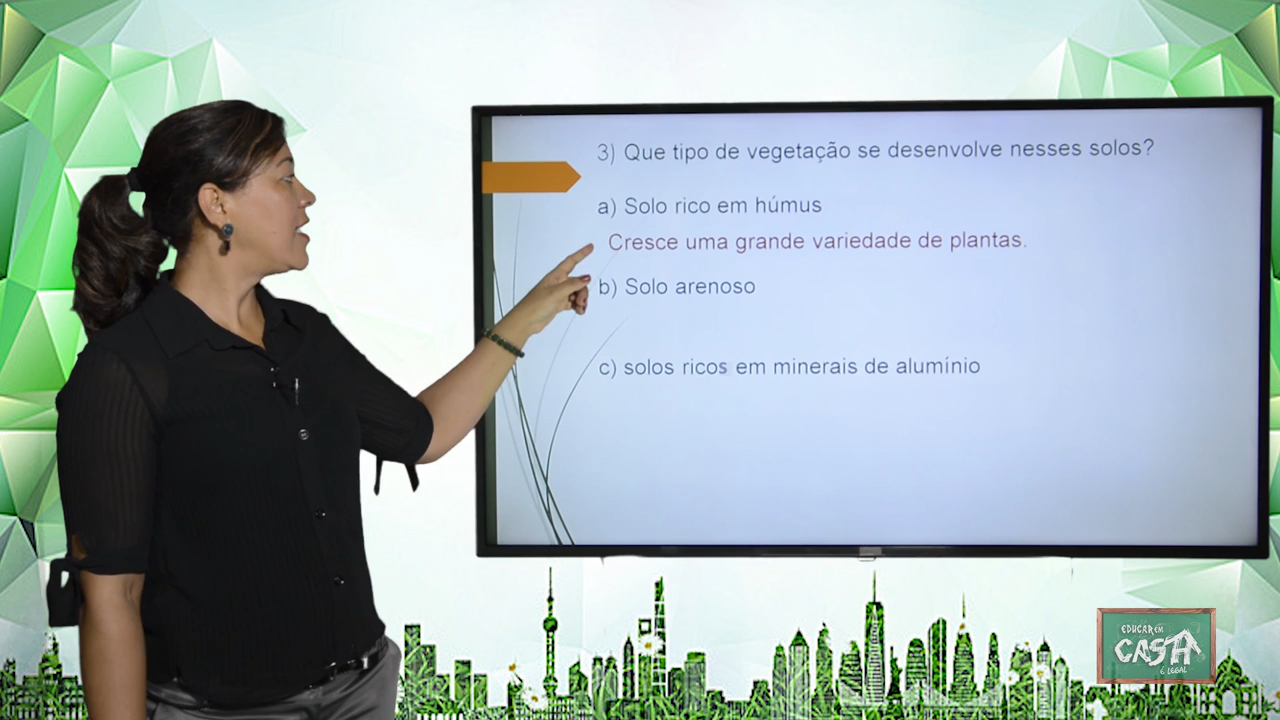 3) Que tipo de vegetação se desenvolve nesses solos?
a) Solo rico em húmus
Cresce uma grande variedade de plantas.
b) Solo arenoso
c) solos ricos em minerais de alumínio
EDUCAR EM
CASA
É LEGAL